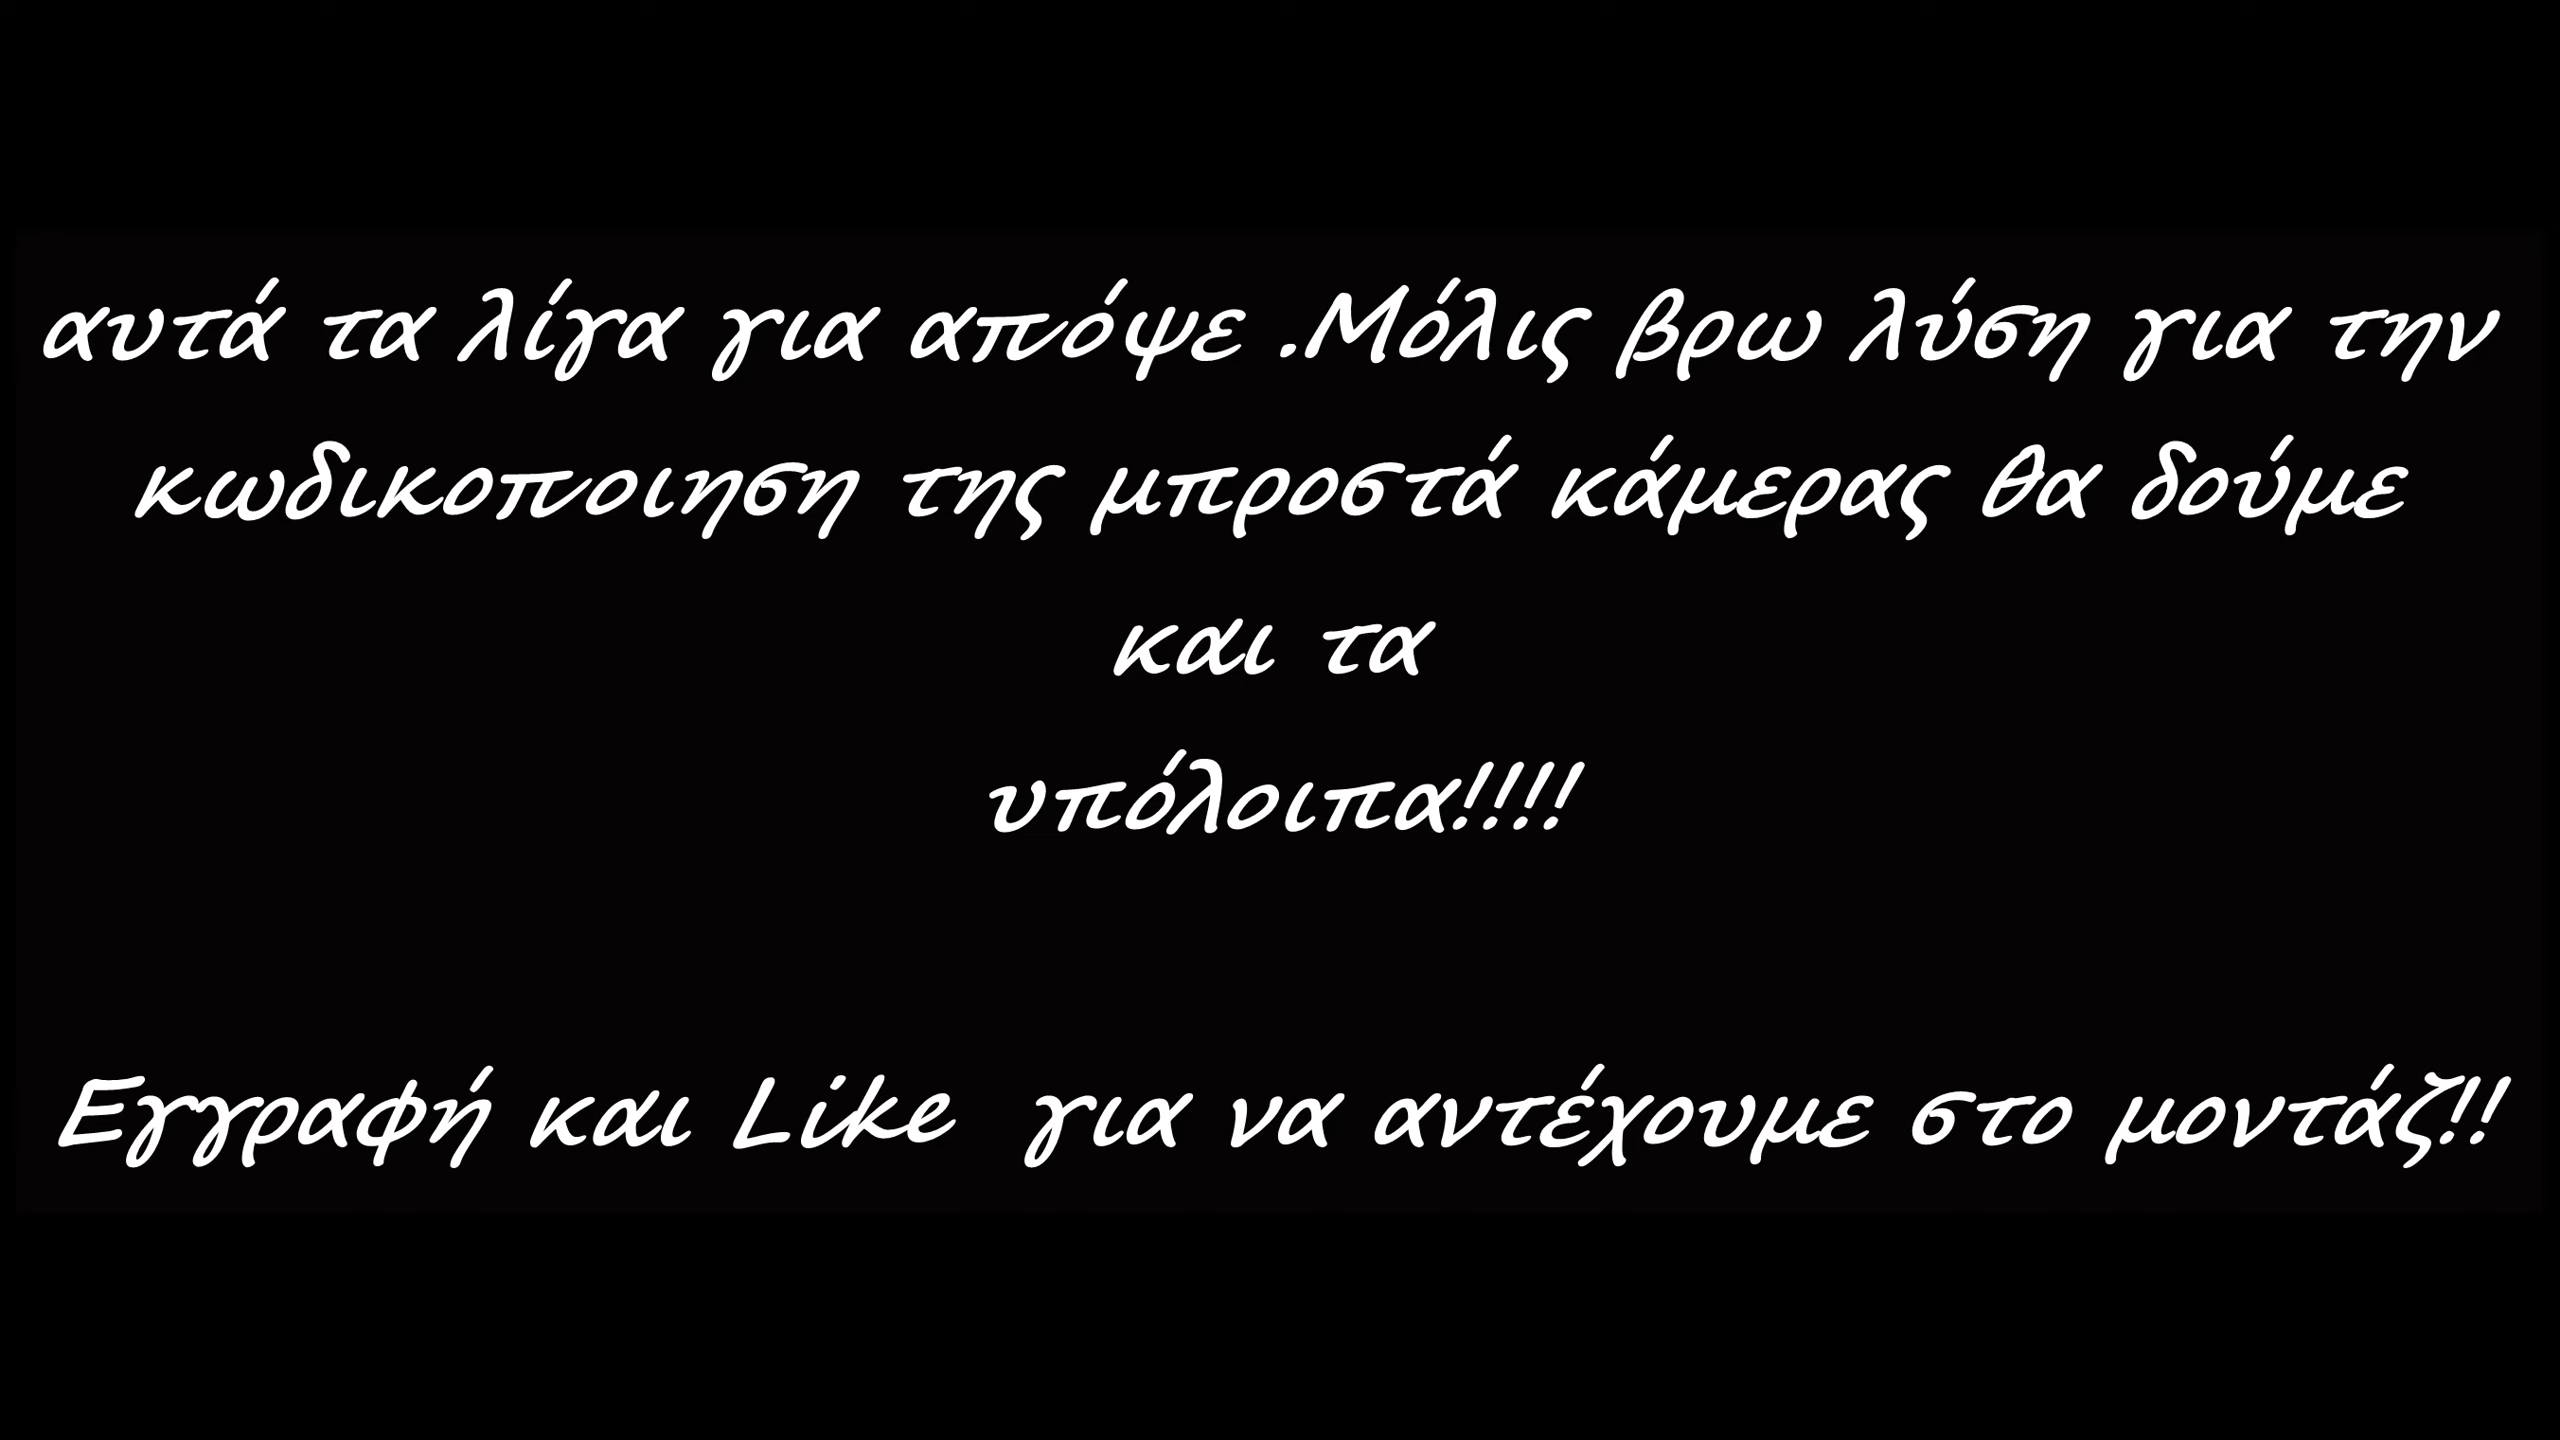 αυτά τα λίγα για απόψε .Μόλις βρω λύση για την
κωδικοποιηση της μπροστά κάμερας θα δούμε
και τα
υπόλοιπα!!!!
Εγγραφή και Like  για να αντέχουμε στο μοντάζ!!